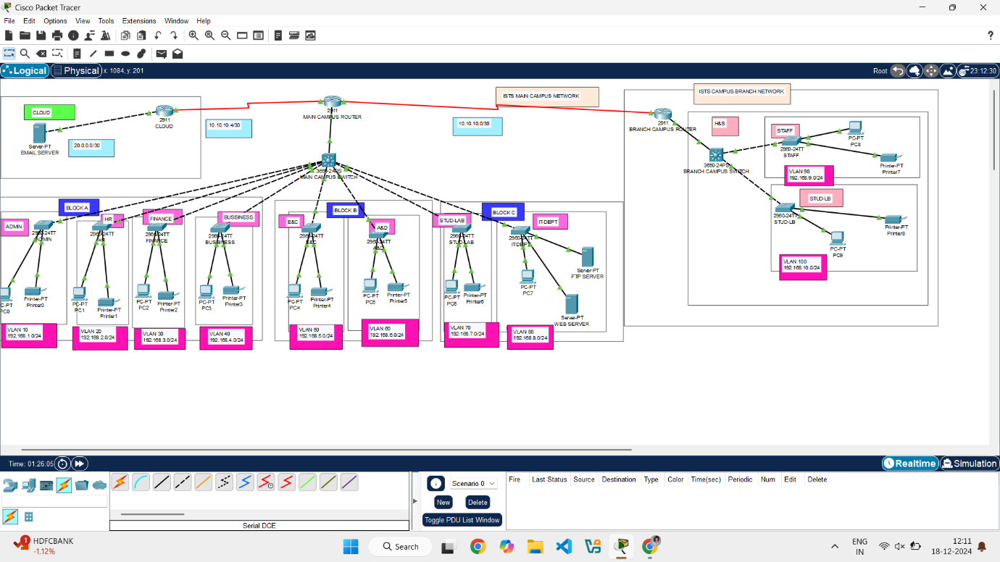 Cisco Packet Tracer
File Edit Options View Tools Extensions Window Help
Logical Physical x: 1084, y: 201 Root 23:12:30
CLOUD
2911
CLOUD
Server-PT
EMAIL SERVER
20.0.0.0/30
10.10.10.4/30
2911
MAIN CAMPUS ROUTER
ISTS MAIN CAMPUS NETWORK
10.10.10.0/30
3650-24PS
MAIN CAMPUS SWITCH
ISTS CAMPUS BRANCH NETWORK
2911
BRANCH CAMPUS ROUTER
H&S
3650-24PS
BRANCH CAMPUS SWITCH
STAFF
2960-24TT
STAFF
PC-PT
PC8
Printer-PT
Printer7
VLAN 90
192.168.9.0/24
STUD-LB
2960-24TT
STUD-LB
PC-PT
PC9
Printer-PT
Printer8
VLAN 100
192.168.10.0/24
BLOCK A
ADMIN
2960-24TT
ADMIN
C-PT
PC0
Printer-PT
Printer0
VLAN 10
192.168.1.0/24
HR
2960-24TT
HR
PC-PT
PC1
Printer-PT
Printer1
VLAN 20
192.168.2.0/24
FINANCE
2960-24TT
FINANCE
PC-PT
PC2
Printer-PT
Printer2
VLAN 30
192.168.3.0/24
BUSSINESS
2960-24TT
BUSSINESS
PC-PT
PC3
Printer-PT
Printer3
VLAN 40
192.168.4.0/24
BLOCK B
E&C
2960-24TT
E&C
PC-PT
PC4
Printer-PT
Printer4
VLAN 50
192.168.5.0/24
A&D
2960-24TT
A&D
PC-PT
PC5
Printer-PT
Printer5
VLAN 60
192.168.6.0/24
BLOCK C
STUD-LAB
2960-24TT
STUD-LAB
PC-PT
PC6
Printer-PT
Printer6
VLAN 70
192.168.7.0/24
IT-DEPT
2960-24TT
IT-DEPT
PC-PT
PC7
Server-PT
FTP SERVER
Server-PT
WEB SERVER
VLAN 80
192.168.8.0/24
Time: 01:26:05 Realtime Simulation
Scenario 0
New Delete
Toggle PDU List Window
Fire Last Status Source Destination Type Color Time(sec) Periodic Num Edit Delete
Serial DCE
1 HDFCBANK
-1.12%
Search
ENG
IN
12:11
18-12-2024